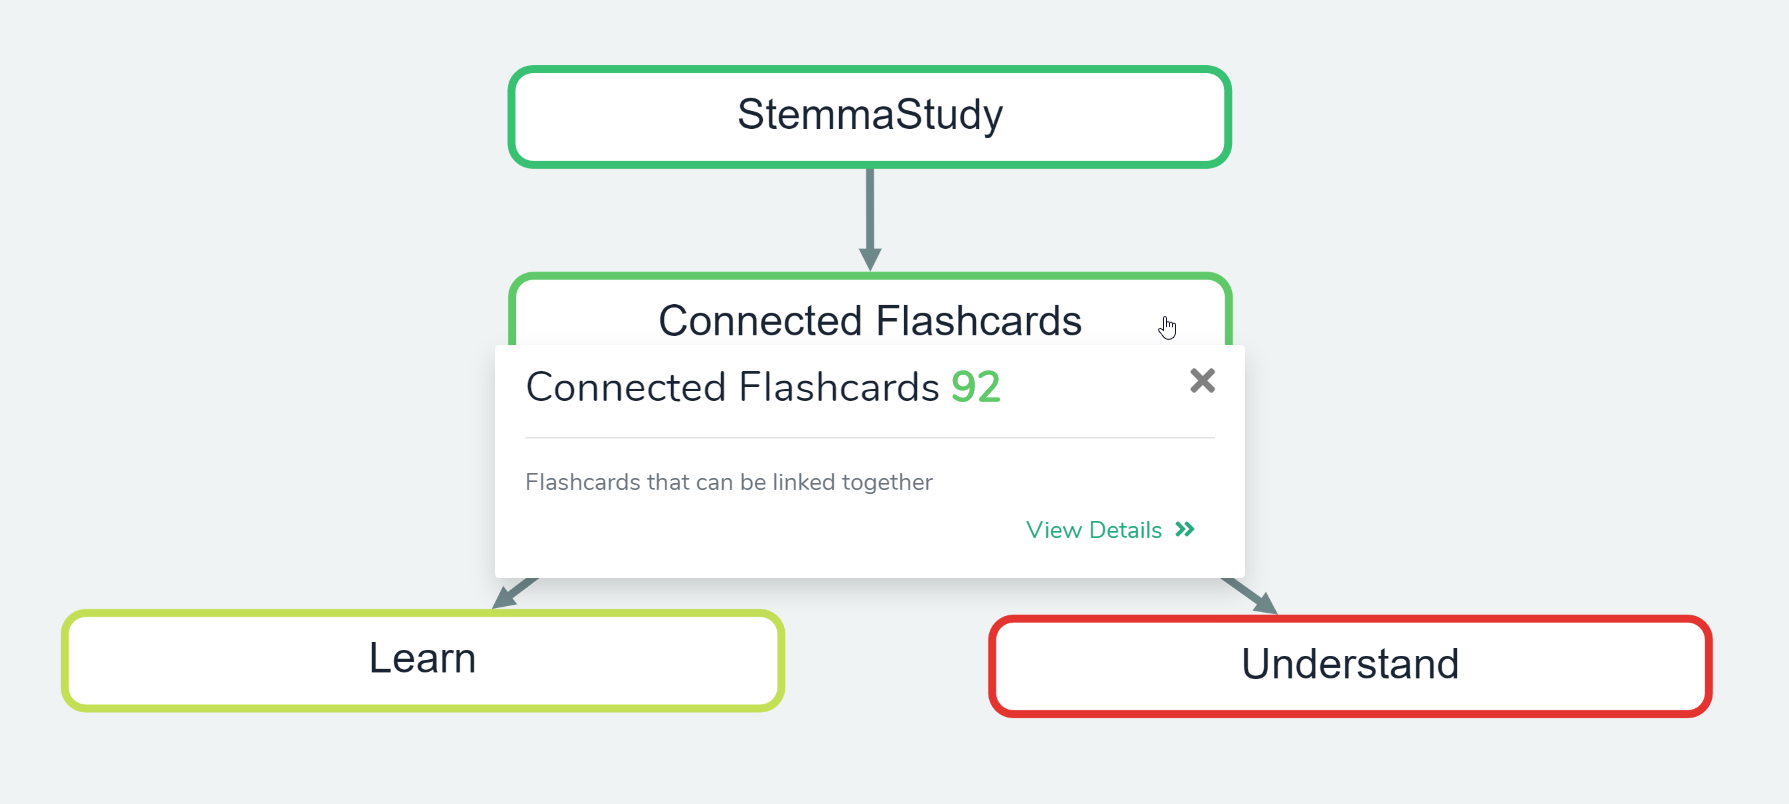 StemmaStudy
Connected Flashcards
Connected Flashcards 92
Flashcards that can be linked together
View Details
Learn
Understand